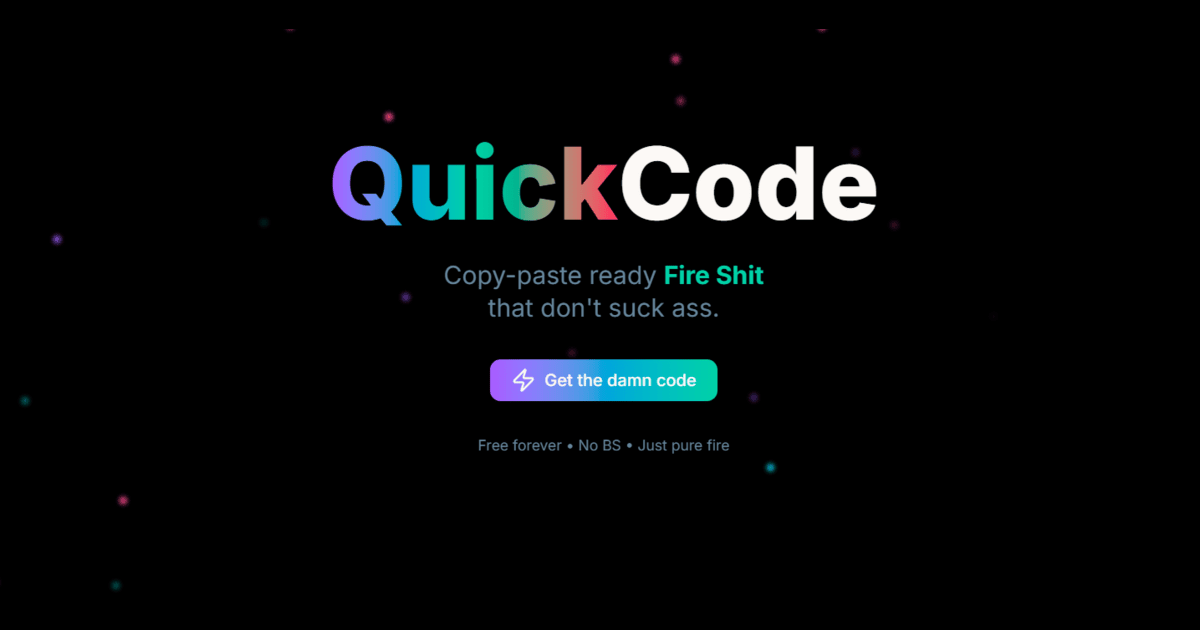 QuickCode
Copy-paste ready Fire Shit
that don't suck ass.
Get the damn code
Free forever • No BS • Just pure fire